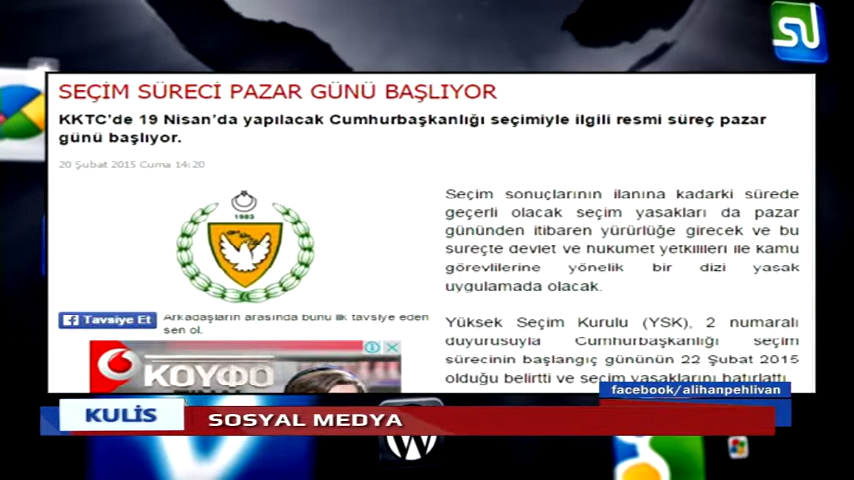 SEÇİM SÜRECİ PAZAR GÜNÜ BAŞLIYOR
KKTC'de 19 Nisan'da yapılacak Cumhurbaşkanlığı seçimiyle ilgili resmi süreç pazar
günü başlıyor.
20 Şubat 2015 Cuma 14:20
1983
Seçim sonuçlarının ilanına kadarki sürede
geçerli olacak seçim yasakları da pazar
gününden itibaren yürürlüğe girecek ve bu
süreçte devlet ve hükümet yetkilileri ile kamu
görevlilerine yönelik bir dizi yasak
uygulamada olacak.
Tavsiye Et
Arkadaşların arasında bunu ilk tavsiye eden
sen ol.
Yüksek Seçim Kurulu (YSK), 2 numaralı
duyurusuyla Cumhurbaşkanlığı seçim
sürecinin başlangıç gününün 22 Şubat 2015
olduğu belirtti ve seçim yasaklarını hatırlattı.
ΚΟΥΦΟ
facebook/alihanpehlivan
KULİS
SOSYAL MEDYA